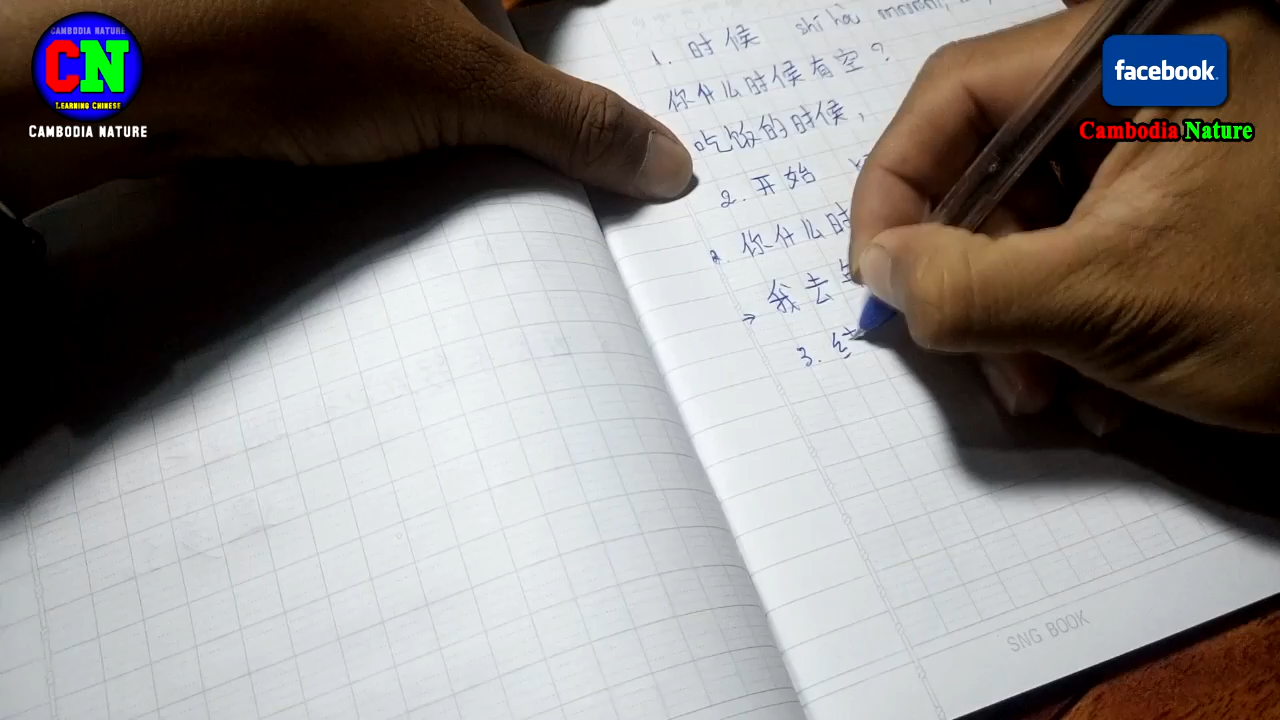 CAMBODIA NATURE
CN
Learning Chinese
CAMBODIA NATURE
facebook
Cambodia Nature
1. 时候 shí hòu
你什么时候有空?
吃饭的时候,
2. 开始
2. 你什么时
→ 我去
3.
SNG BOOK